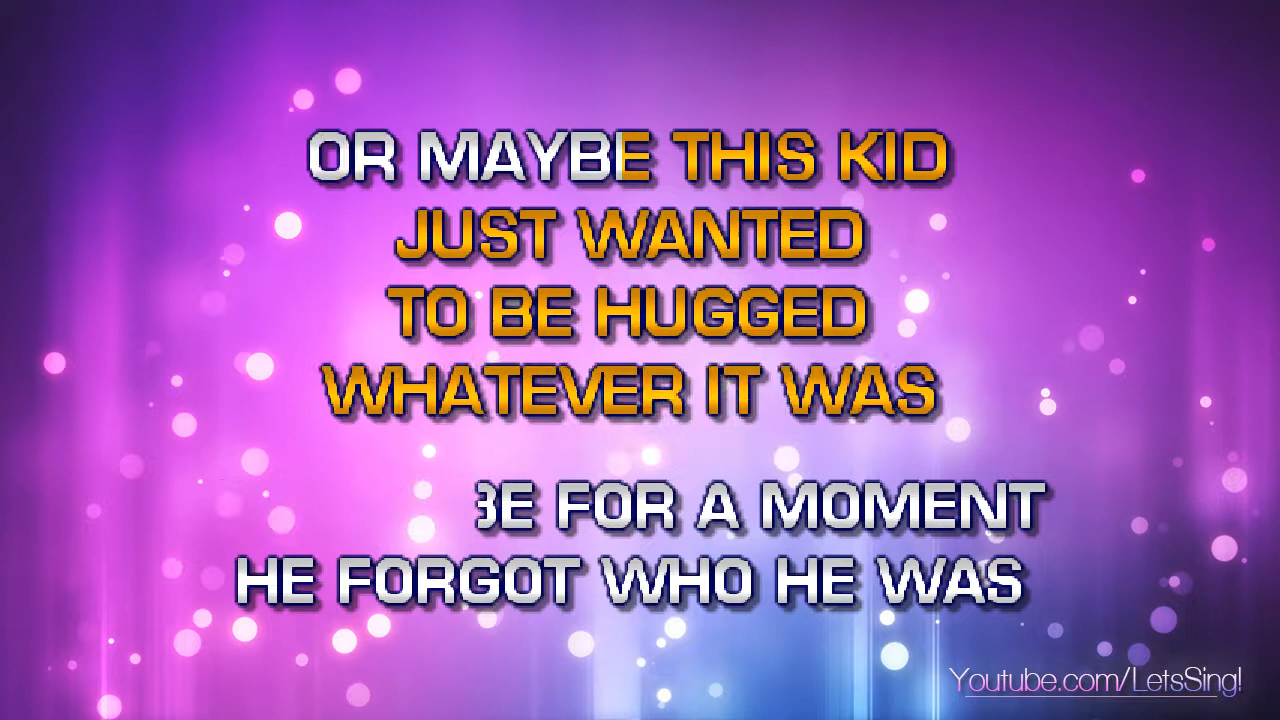 OR MAYBE THIS KID
JUST WANTED
TO BE HUGGED
WHATEVER IT WAS
BE FOR A MOMENT
HE FORGOT WHO HE WAS
Youtube.com/LetsSing!